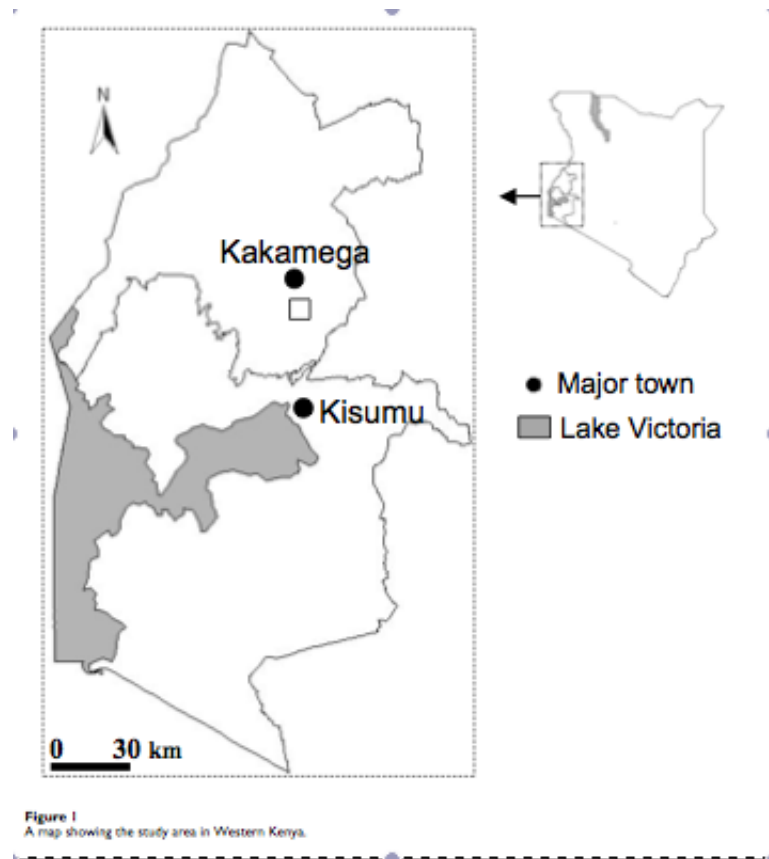 N
Kakamega
Kisumu
Major town
Lake Victoria
0 30 km
Figure 1
A map showing the study area in Western Kenya.